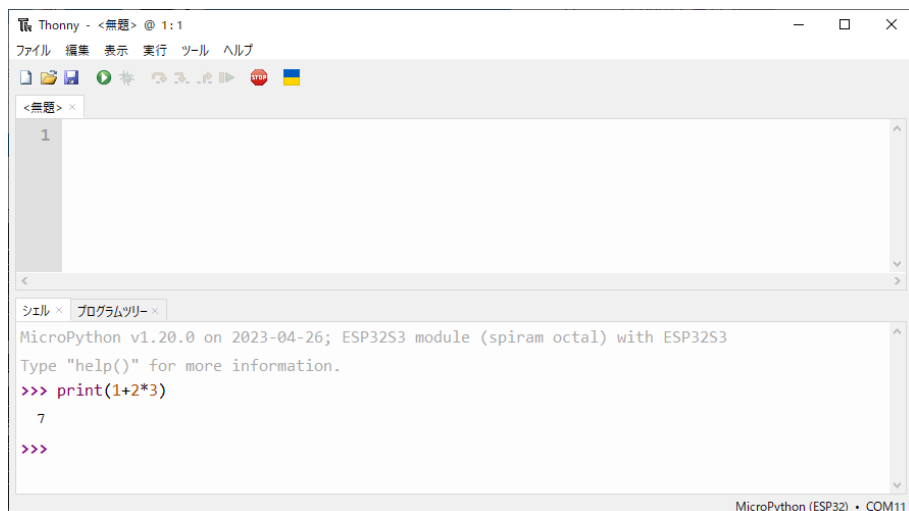 Thonny - <無題> @ 1:1
ファイル 編集 表示 実行 ツール ヘルプ
STOP
<無題> ×
1
シェル × プログラムツリー ×
MicroPython v1.20.0 on 2023-04-26; ESP32S3 module (spiram octal) with ESP32S3
Type "help()" for more information.
>>> print(1+2*3)
7
>>>
MicroPython (ESP32) • COM11